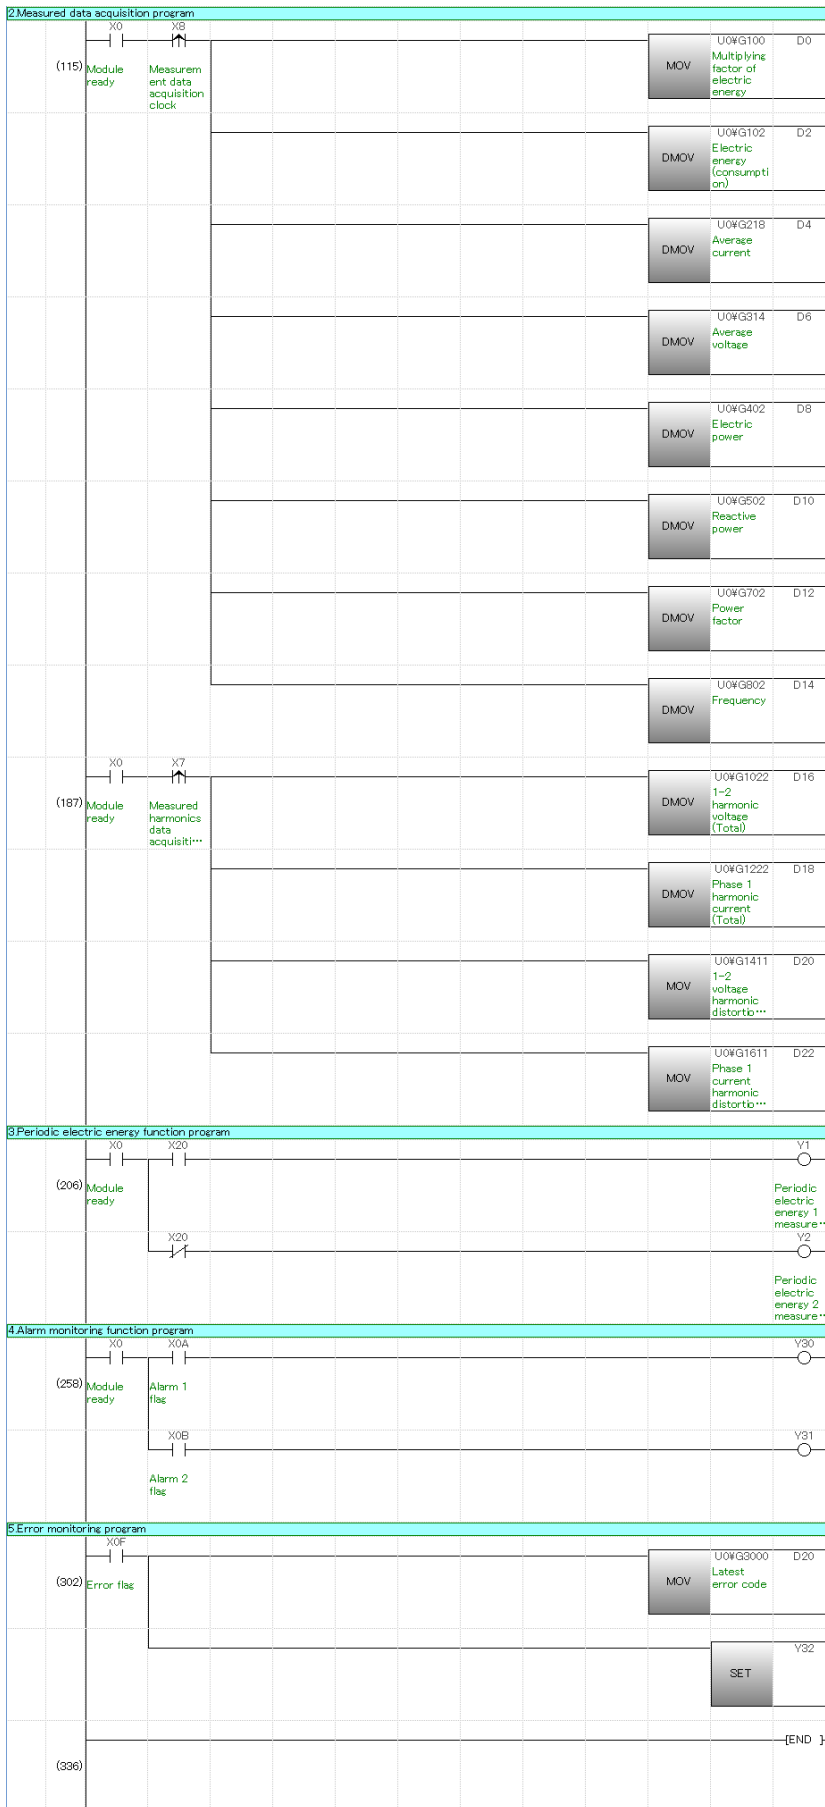 2.Measured data acquisition program
X0 X8
(115) Module
ready
Measurem
ent data
acquisition
clock
MOV U0¥G100 D0
Multiplying
factor of
electric
energy
DMOV U0¥G102 D2
Electric
energy
(consumpti
on)
DMOV U0¥G218 D4
Average
current
DMOV U0¥G314 D6
Average
voltage
DMOV U0¥G402 D8
Electric
power
DMOV U0¥G502 D10
Reactive
power
DMOV U0¥G702 D12
Power
factor
DMOV U0¥G802 D14
Frequency
X0 X7
(187) Module
ready
Measured
harmonics
data
acquisiti…
DMOV U0¥G1022 D16
1-2
harmonic
voltage
(Total)
DMOV U0¥G1222 D18
Phase 1
harmonic
current
(Total)
MOV U0¥G1411 D20
1-2
voltage
harmonic
distortio…
MOV U0¥G1611 D22
Phase 1
current
harmonic
distortio…
3.Periodic electric energy function program
X0 X20 Y1
(206) Module
ready
Periodic
electric
energy 1
measure…
X20 Y2
Periodic
electric
energy 2
measure…
4.Alarm monitoring function program
X0 X0A Y30
(258) Module
ready
Alarm 1
flag
X0B Y31
Alarm 2
flag
5.Error monitoring program
X0F
(302) Error flag
MOV U0¥G3000 D20
Latest
error code
SET Y32
[END ]
(336)